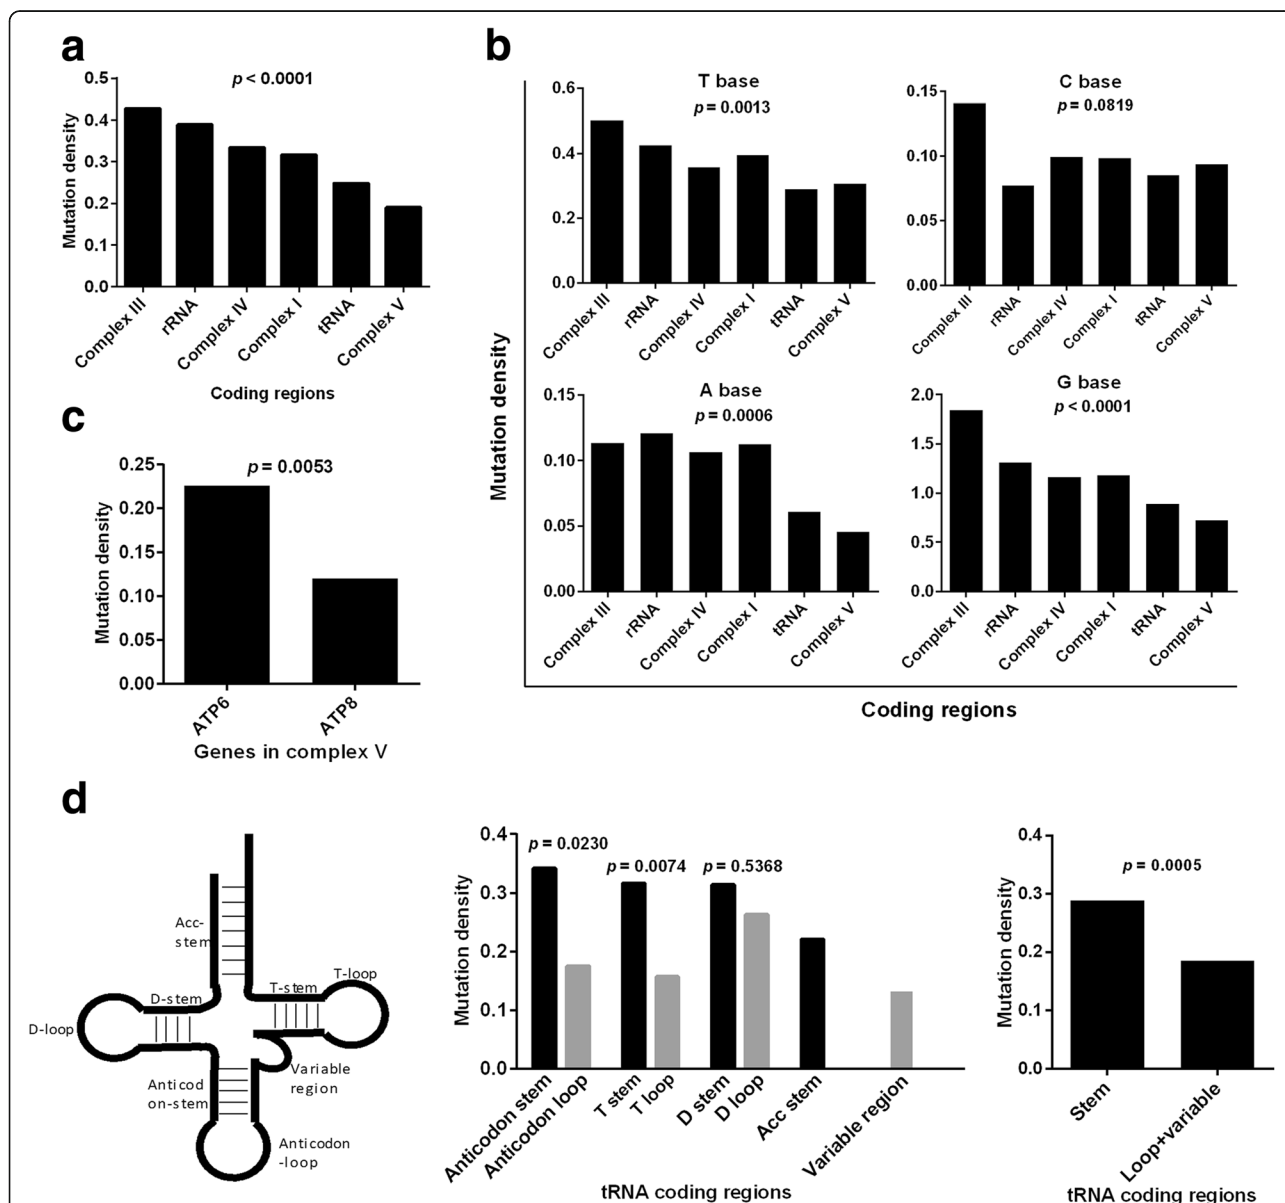 a
p < 0.0001
Mutation density
0.5
0.4
0.3
0.2
0.1
0.0
Complex III
rRNA
Complex IV
Complex I
tRNA
Complex V
Coding regions
b
Mutation density
T base
p = 0.0013
0.6
0.4
0.2
0.0
Complex III
rRNA
Complex IV
Complex I
tRNA
Complex V
C base
p = 0.0819
0.15
0.10
0.05
0.00
Complex III
rRNA
Complex IV
Complex I
tRNA
Complex V
A base
p = 0.0006
0.15
0.10
0.05
0.00
Complex III
rRNA
Complex IV
Complex I
tRNA
Complex V
G base
p < 0.0001
2.0
1.5
1.0
0.5
0.0
Complex III
rRNA
Complex IV
Complex I
tRNA
Complex V
Coding regions
c
p = 0.0053
Mutation density
0.25
0.20
0.15
0.10
0.05
0.00
ATP6
ATP8
Genes in complex V
d
Acc-
stem
T-loop
D-stem
T-stem
D-loop
Variable
region
Anticod
on-stem
Anticodon
-loop
Mutation density
0.4
0.3
0.2
0.1
0.0
p = 0.0230
p = 0.0074
p = 0.5368
Anticodon stem
Anticodon loop
T stem
T loop
D stem
D loop
Acc stem
Variable region
tRNA coding regions
Mutation density
0.4
0.3
0.2
0.1
0.0
p = 0.0005
Stem
Loop+variable
tRNA coding regions